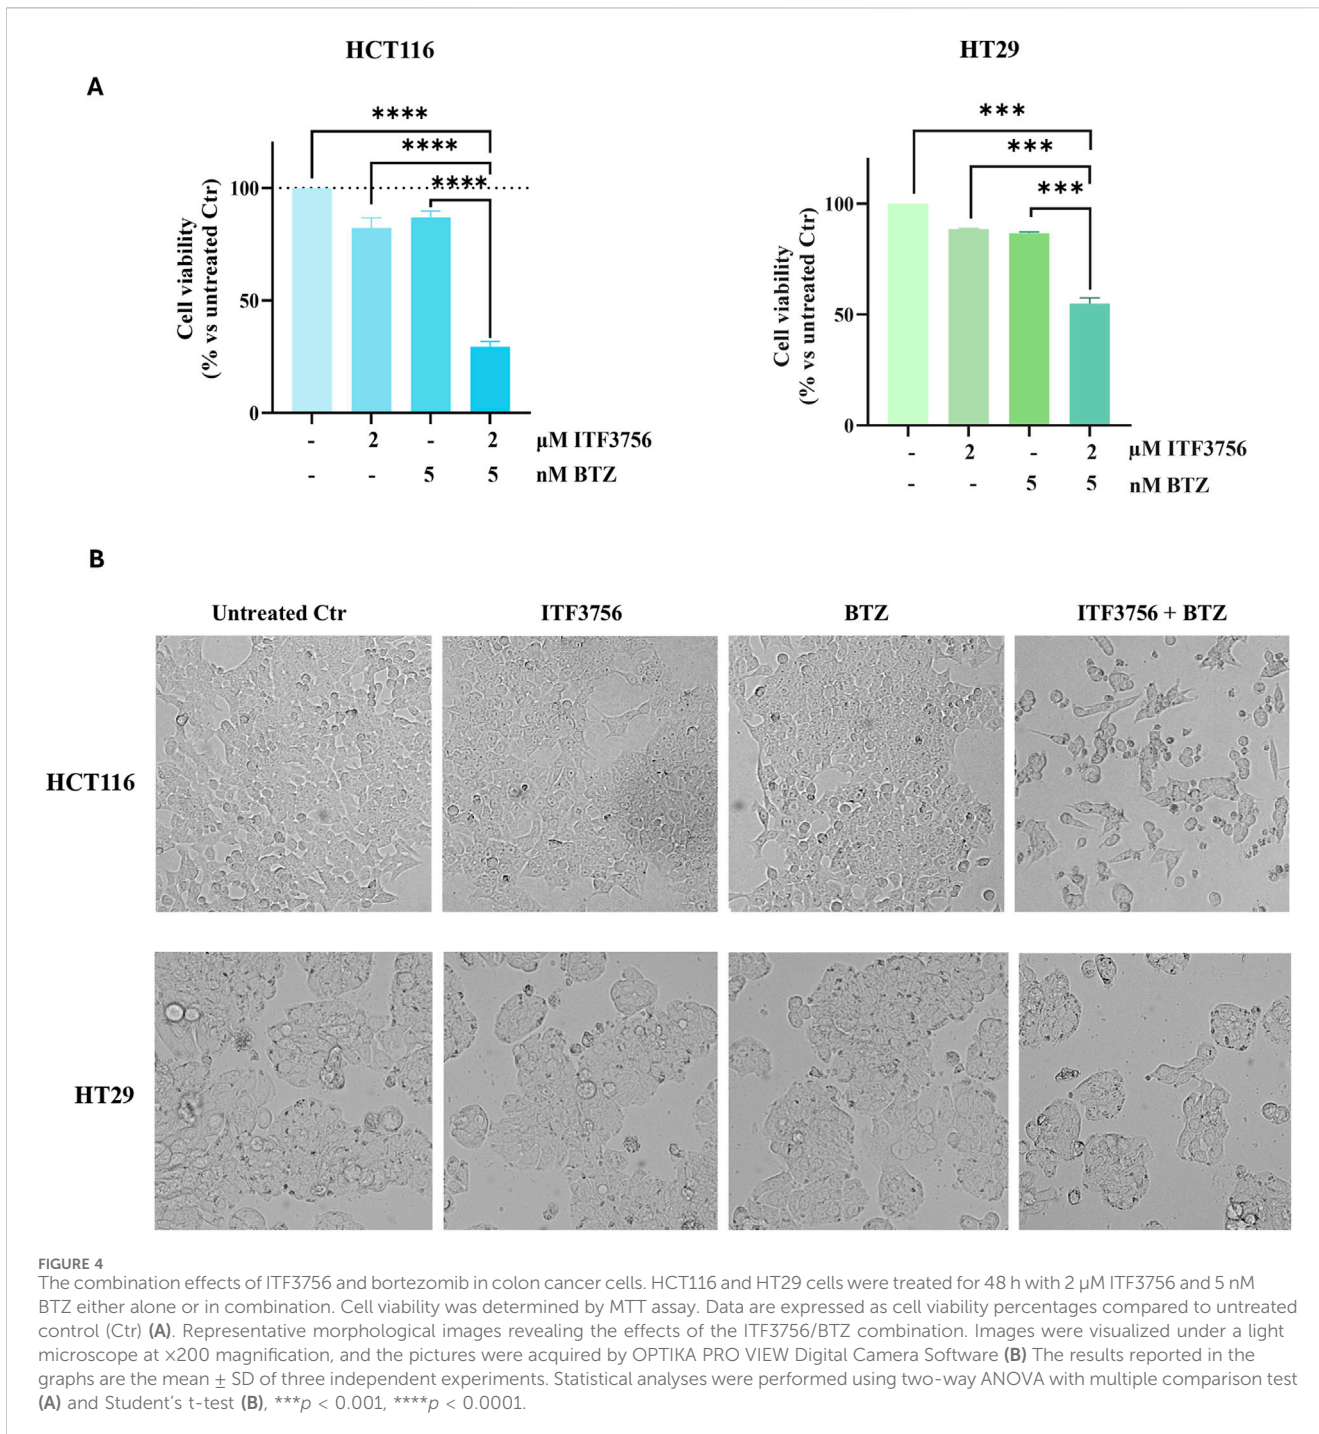 HCT116
HT29
A
****
****
****
***
***
***
Cell viability
(% vs untreated Ctr)
100
50
0
- 2 - 2 µM ITF3756
- - 5 5 nM BTZ
Cell viability
(% vs untreated Ctr)
100
50
0
- 2 - 2 µM ITF3756
- - 5 5 nM BTZ
B
Untreated Ctr ITF3756 BTZ ITF3756 + BTZ
HCT116
HT29
FIGURE 4
The combination effects of ITF3756 and bortezomib in colon cancer cells. HCT116 and HT29 cells were treated for 48 h with 2 µM ITF3756 and 5 nM
BTZ either alone or in combination. Cell viability was determined by MTT assay. Data are expressed as cell viability percentages compared to untreated
control (Ctr) (A). Representative morphological images revealing the effects of the ITF3756/BTZ combination. Images were visualized under a light
microscope at ×200 magnification, and the pictures were acquired by OPTIKA PRO VIEW Digital Camera Software (B) The results reported in the
graphs are the mean ± SD of three independent experiments. Statistical analyses were performed using two-way ANOVA with multiple comparison test
(A) and Student's t-test (B), ***p < 0.001, ****p < 0.0001.